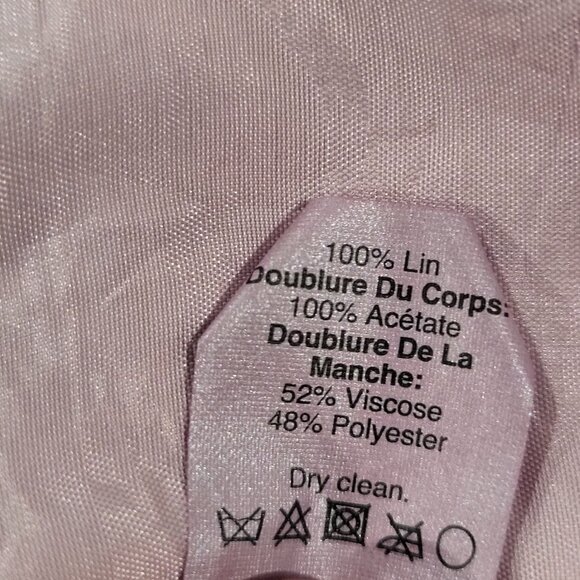 100% Lin
Doublure Du Corps:
100% Acétate
Doublure De La
Manche:
52% Viscose
48% Polyester
Dry clean.